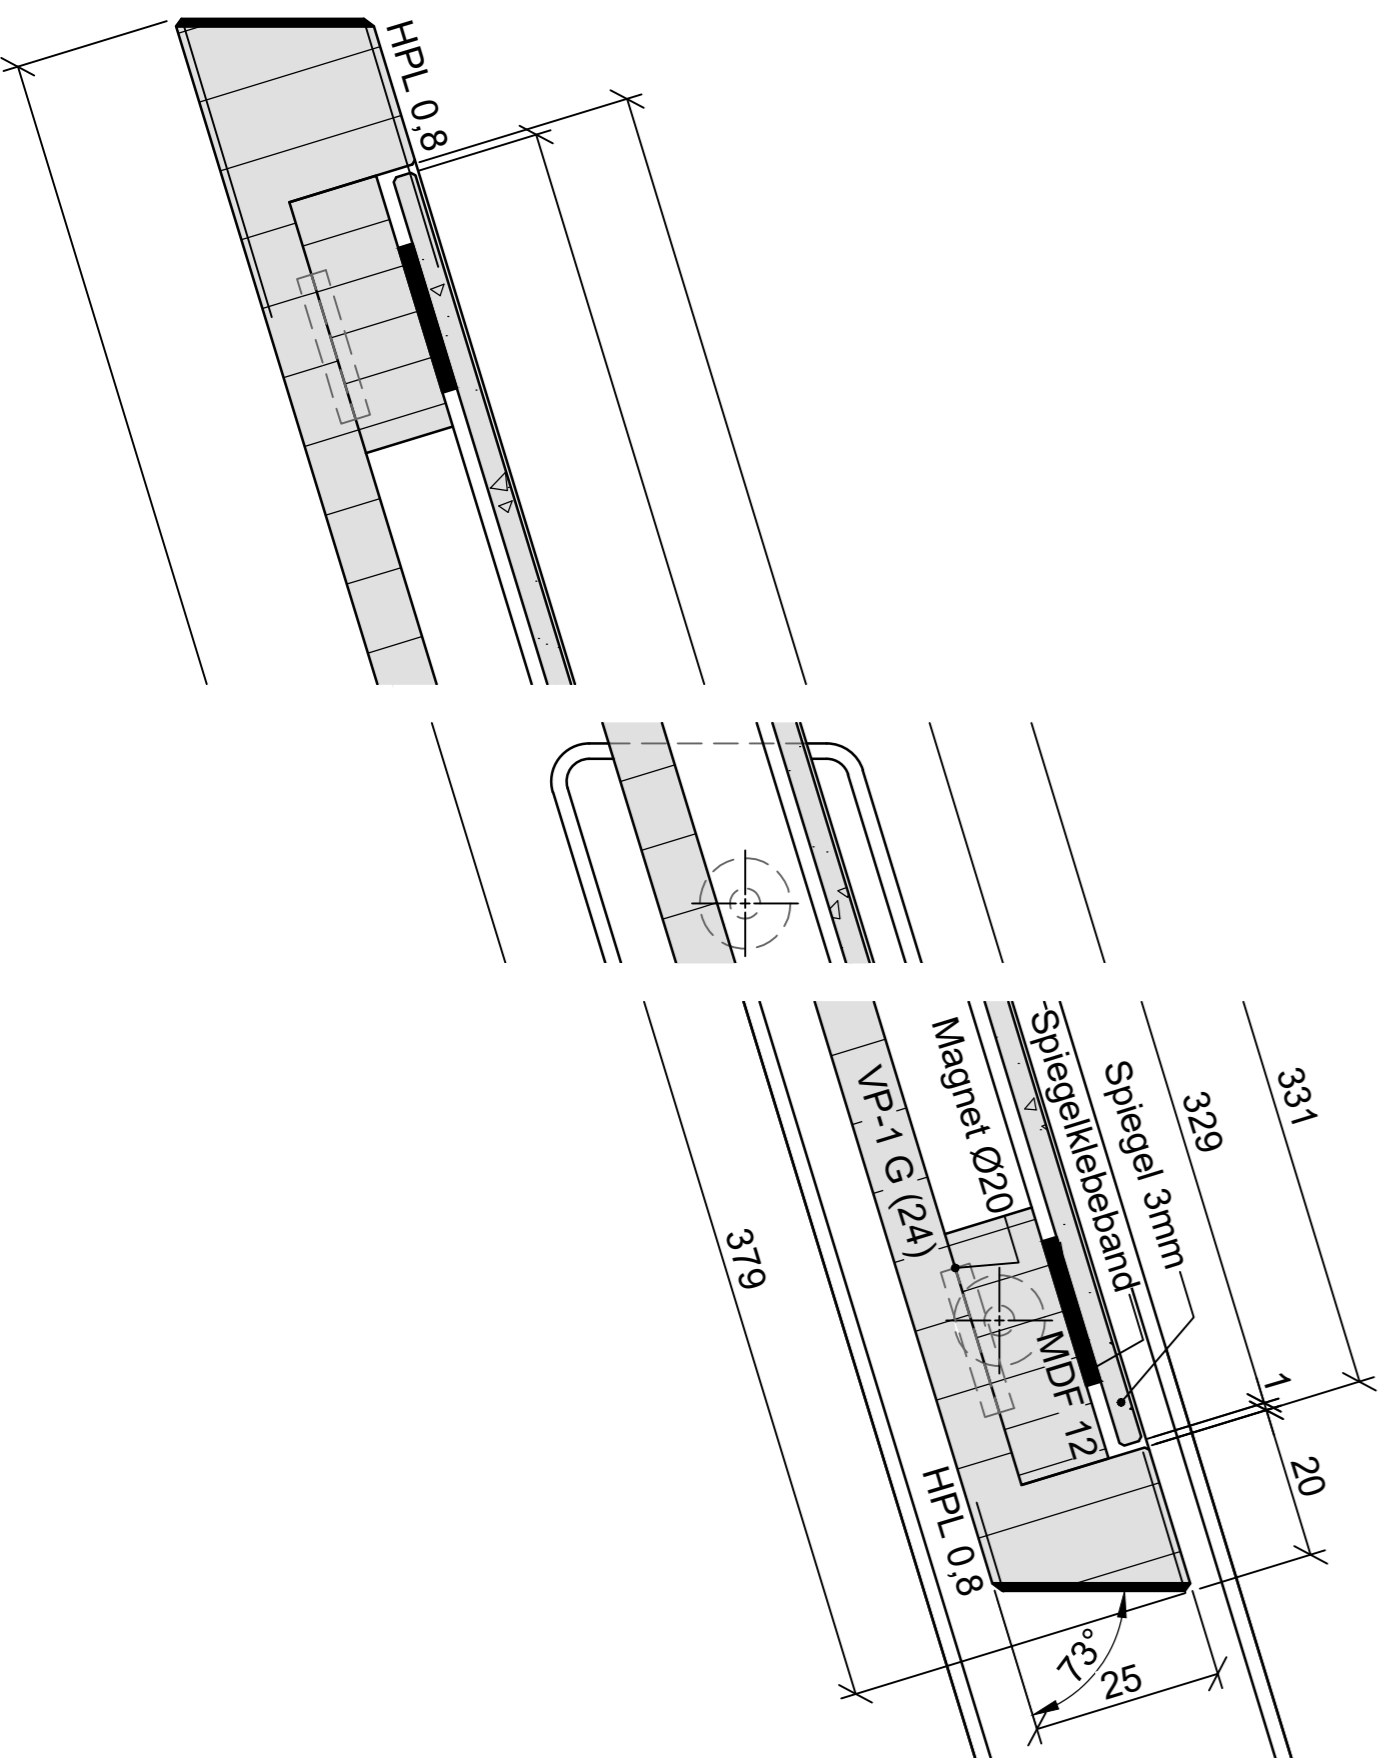 HPL 0,8
Magnet Ø20
VP-1 G (24)
-Spiegelklebeband
Spiegel 3mm
329
331
379
MDF 12
1
20
HPL 0,8
73°
25